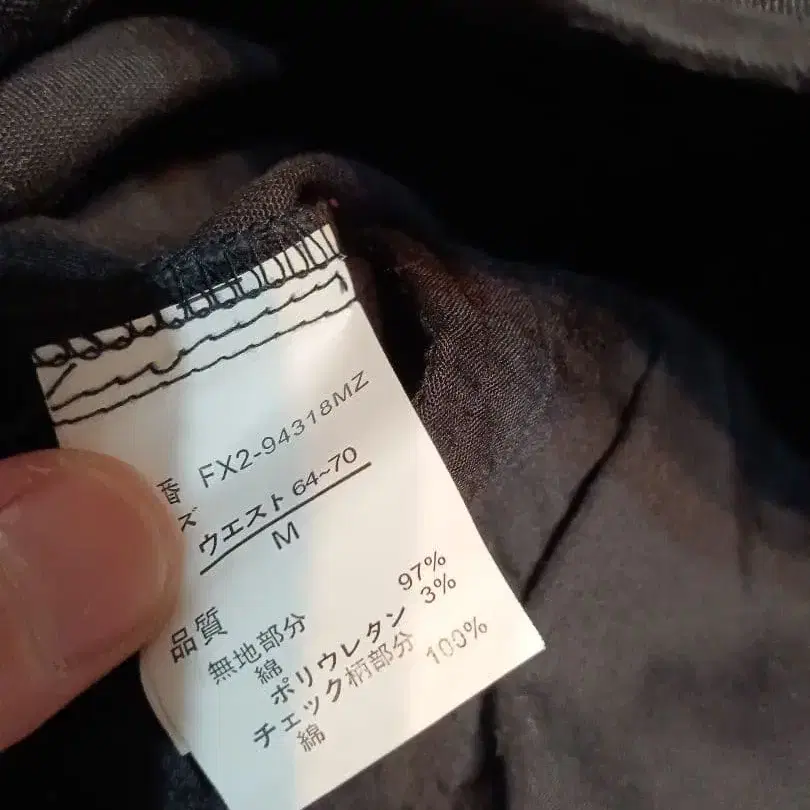 番 FX2-94318MZ
ズ ウエスト 64~70
M
品質
無地部分
綿 97%
ポリウレタン 3%
チェック柄部分
綿 100%